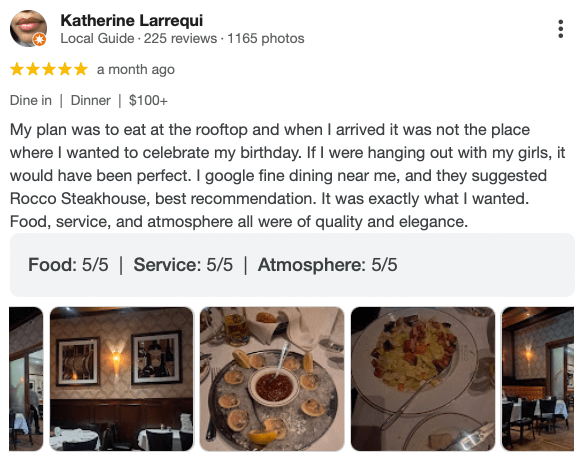 Katherine Larrequi
Local Guide · 225 reviews · 1165 photos
a month ago
Dine in | Dinner | $100+
My plan was to eat at the rooftop and when I arrived it was not the place
where I wanted to celebrate my birthday. If I were hanging out with my girls, it
would have been perfect. I google fine dining near me, and they suggested
Rocco Steakhouse, best recommendation. It was exactly what I wanted.
Food, service, and atmosphere all were of quality and elegance.
Food: 5/5 | Service: 5/5 | Atmosphere: 5/5